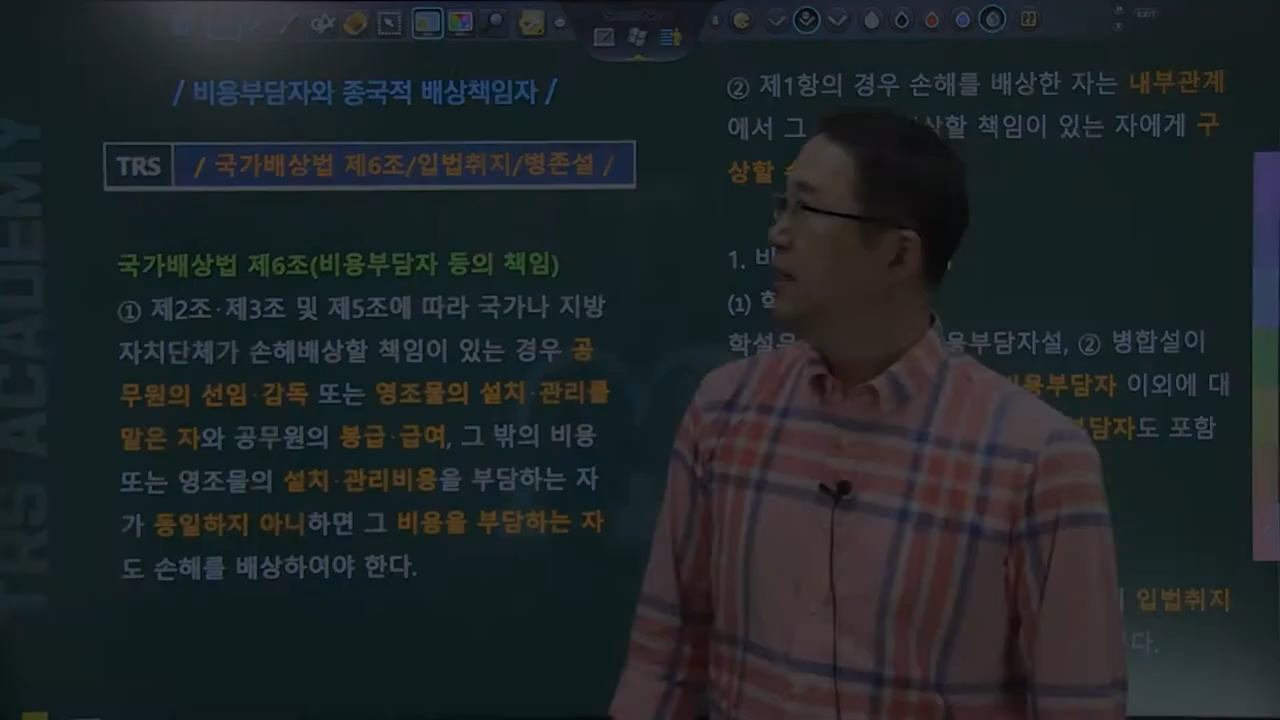 TRS ACADEMY
EXIT
/ 비용부담자와 종국적 배상책임자 /
TRS / 국가배상법 제6조/입법취지/병존설 /
국가배상법 제6조(비용부담자 등의 책임)
① 제2조·제3조 및 제5조에 따라 국가나 지방
자치단체가 손해배상할 책임이 있는 경우 공
무원의 선임·감독 또는 영조물의 설치·관리를
맡은 자와 공무원의 봉급·급여, 그 밖의 비용
또는 영조물의 설치·관리비용을 부담하는 자
가 동일하지 아니하면 그 비용을 부담하는 자
도 손해를 배상하여야 한다.
② 제1항의 경우 손해를 배상한 자는 내부관계
에서 그 상할 책임이 있는 자에게 구
상할
1. 비
(1) 학
학설은 용부담자설, ② 병합설이
비용부담자 이외에 대
부담자도 포함
입법취지
다.